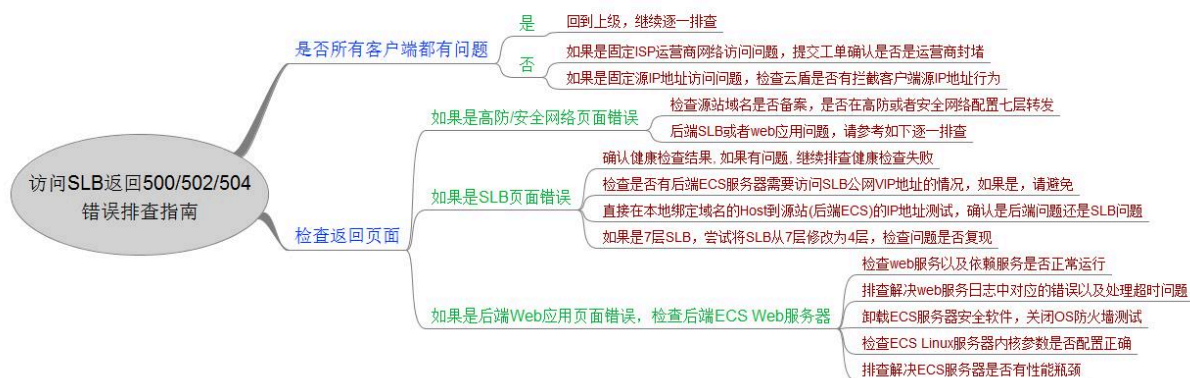 访问SLB返回500/502/504
错误排查指南
是否所有客户端都有问题
是
回到上级，继续逐一排查
否
如果是固定ISP运营商网络访问问题，提交工单确认是否是运营商封堵
如果是固定源IP地址访问问题，检查云盾是否有拦截客户端源IP地址行为
检查返回页面
如果是高防/安全网络页面错误
检查源站域名是否备案，是否在高防或者安全网络配置七层转发
后端SLB或者web应用问题，请参考如下逐一排查
如果是SLB页面错误
确认健康检查结果, 如果有问题, 继续排查健康检查失败
检查是否有后端ECS服务器需要访问SLB公网VIP地址的情况，如果是，请避免
直接在本地绑定域名的Host到源站(后端ECS)的IP地址测试，确认是后端问题还是SLB问题
如果是7层SLB，尝试将SLB从7层修改为4层，检查问题是否复现
如果是后端Web应用页面错误，检查后端ECS Web服务器
检查web服务以及依赖服务是否正常运行
排查解决web服务日志中对应的错误以及处理超时问题
卸载ECS服务器安全软件，关闭OS防火墙测试
检查ECS Linux服务器内核参数是否配置正确
排查解决ECS服务器是否有性能瓶颈